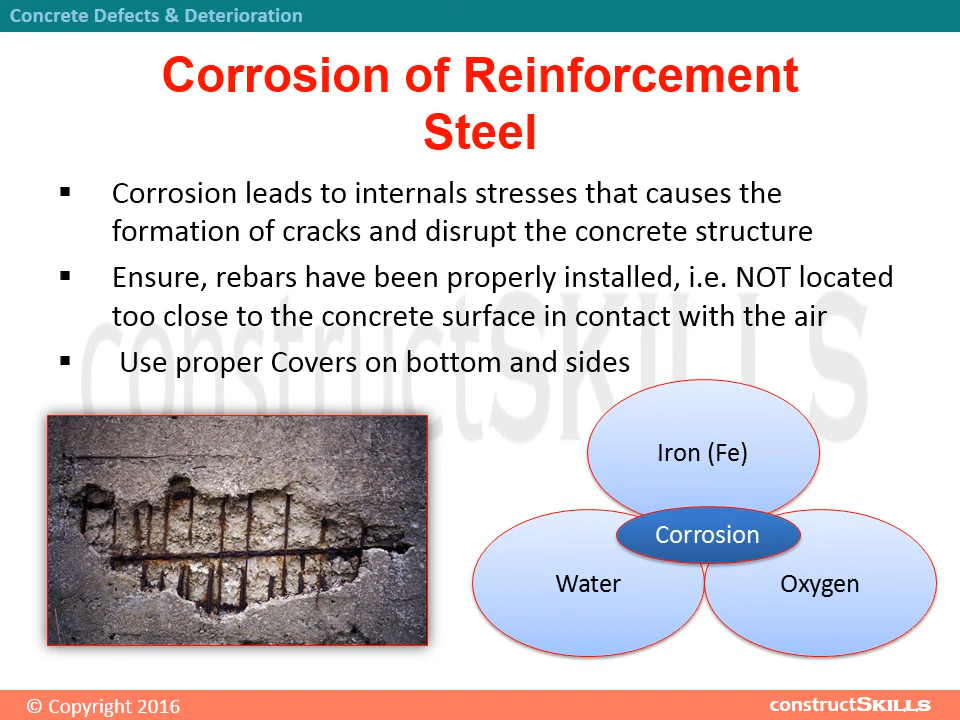 Concrete Defects & Deterioration
Corrosion of Reinforcement
Steel
▪ Corrosion leads to internals stresses that causes the
formation of cracks and disrupt the concrete structure
▪ Ensure, rebars have been properly installed, i.e. NOT located
too close to the concrete surface in contact with the air
▪ Use proper Covers on bottom and sides
constructSKILLS
Iron (Fe)
Corrosion
Water
Oxygen
© Copyright 2016
constructSKILLS